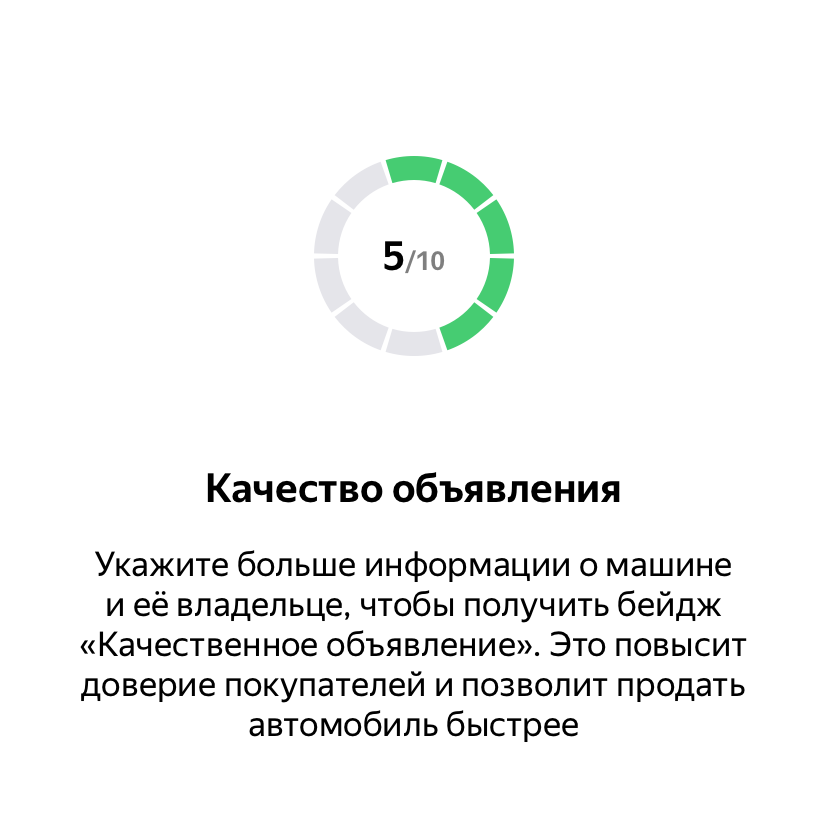 5/10
Качество объявления
Укажите больше информации о машине
и её владельце, чтобы получить бейдж
«Качественное объявление». Это повысит
доверие покупателей и позволит продать
автомобиль быстрее